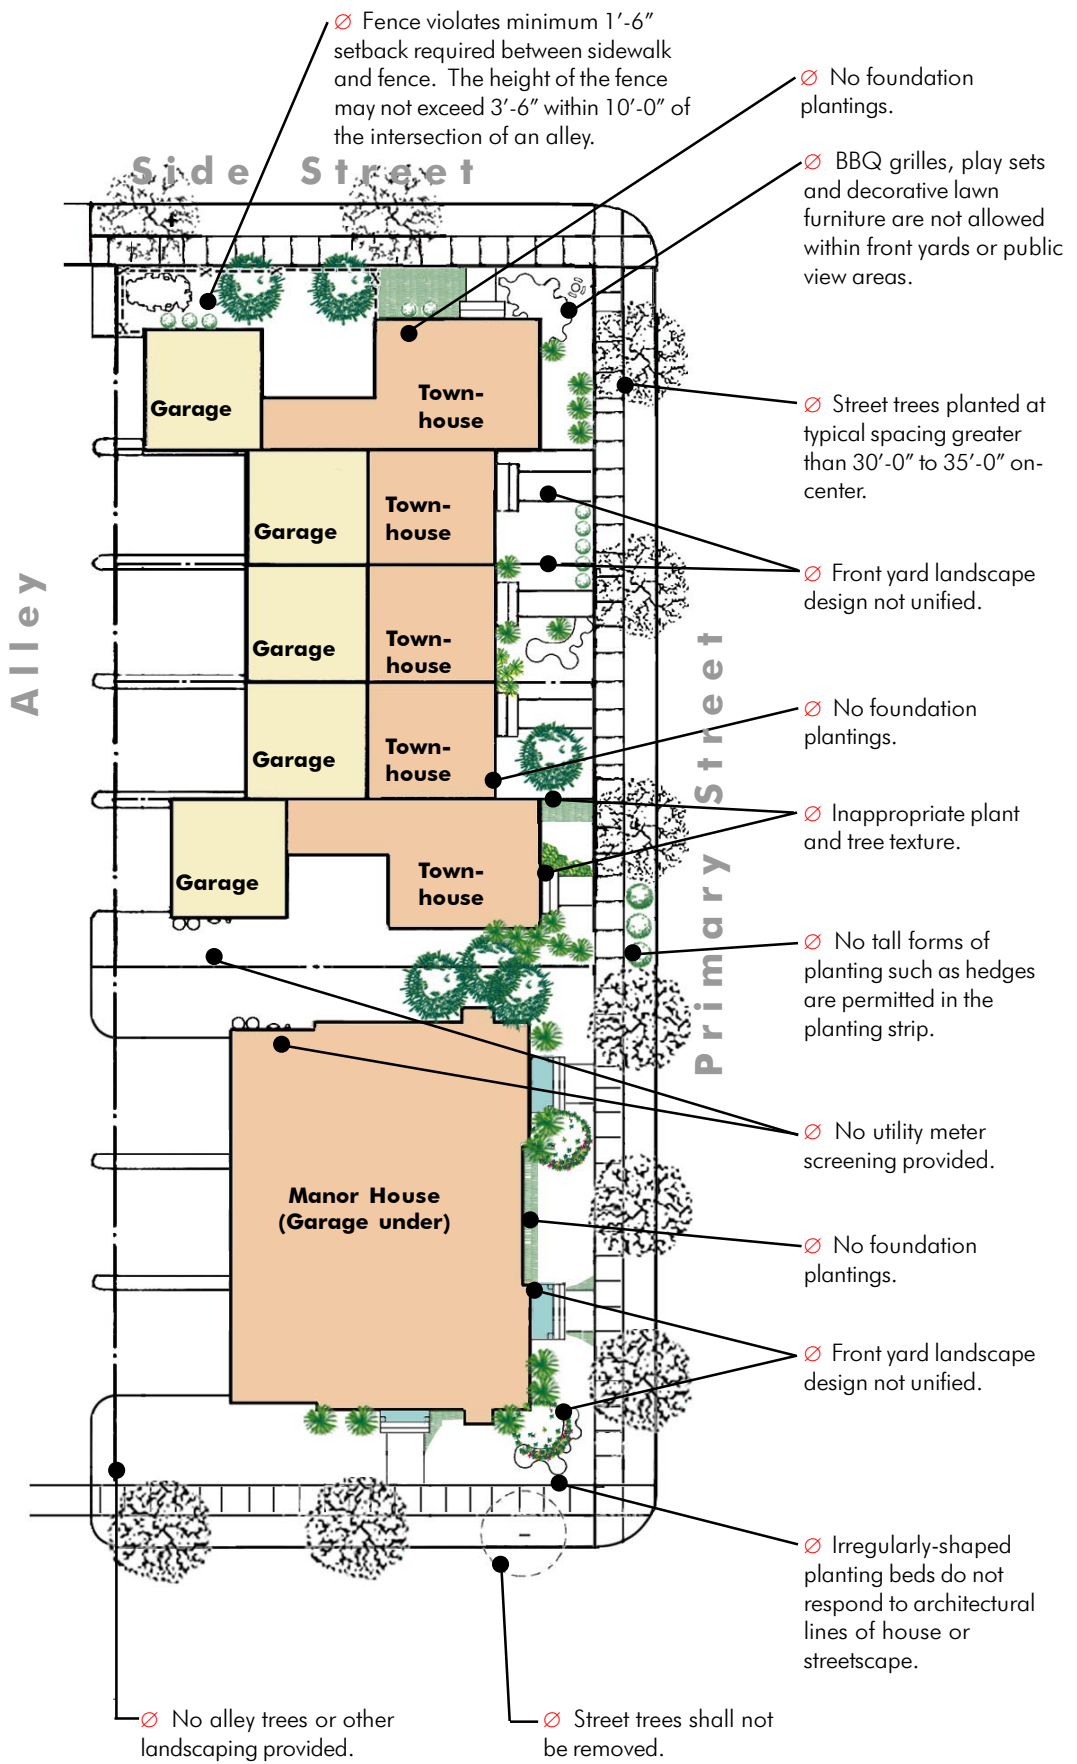 ∅ Fence violates minimum 1'-6"
setback required between sidewalk
and fence.  The height of the fence
may not exceed 3'-6" within 10'-0" of
the intersection of an alley.
∅ No foundation
plantings.
∅ BBQ grilles, play sets
and decorative lawn
furniture are not allowed
within front yards or public
view areas.
Side Street
Garage
Town-
house
∅ Street trees planted at
typical spacing greater
than 30'-0" to 35'-0" on-
center.
Garage
Town-
house
∅ Front yard landscape
design not unified.
Alley
Garage
Town-
house
Primary Street
∅ No foundation
plantings.
Garage
Town-
house
∅ Inappropriate plant
and tree texture.
Garage
Town-
house
∅ No tall forms of
planting such as hedges
are permitted in the
planting strip.
∅ No utility meter
screening provided.
Manor House
(Garage under)
∅ No foundation
plantings.
∅ Front yard landscape
design not unified.
∅ Irregularly-shaped
planting beds do not
respond to architectural
lines of house or
streetscape.
∅ No alley trees or other
landscaping provided.
∅ Street trees shall not
be removed.